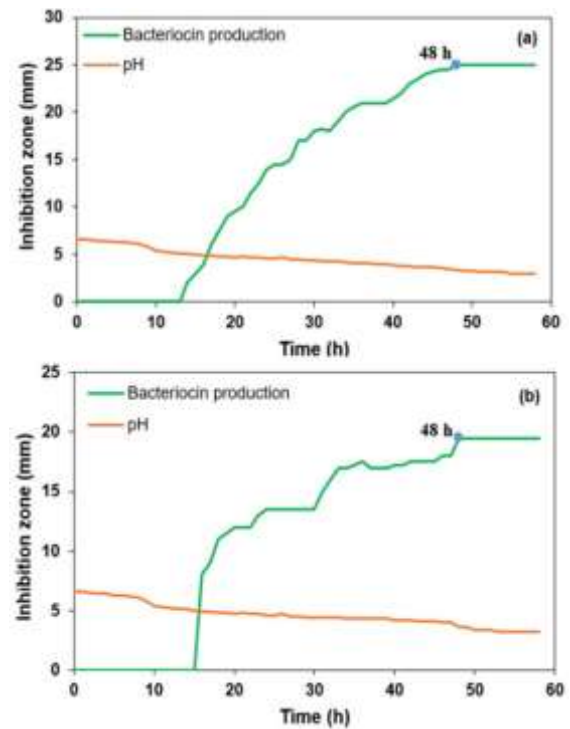 30
(a)
Bacteriocin production
25
pH
48 h
20
15
10
5
0
Inhibition zone (mm)
0 10 20 30 40 50 60
Time (h)
25
(b)
Bacteriocin production
pH
20
48 h
15
10
5
0
Inhibition zone (mm)
0 10 20 30 40 50 60
Time (h)